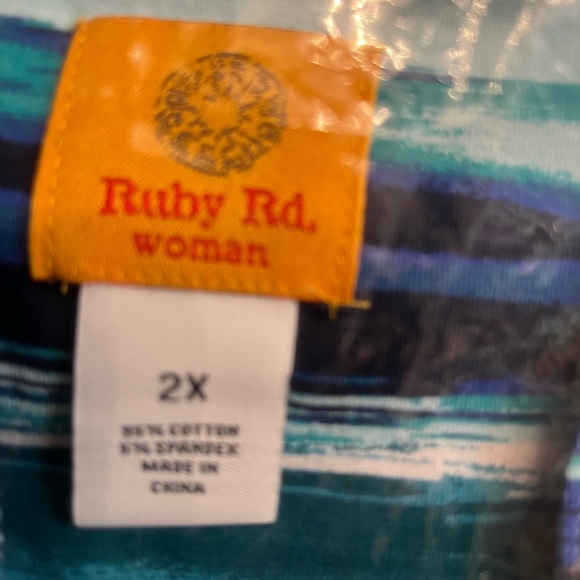 Ruby Rd.
woman
2X
95% COTTON
5% SPANDEX
MADE IN
CHINA